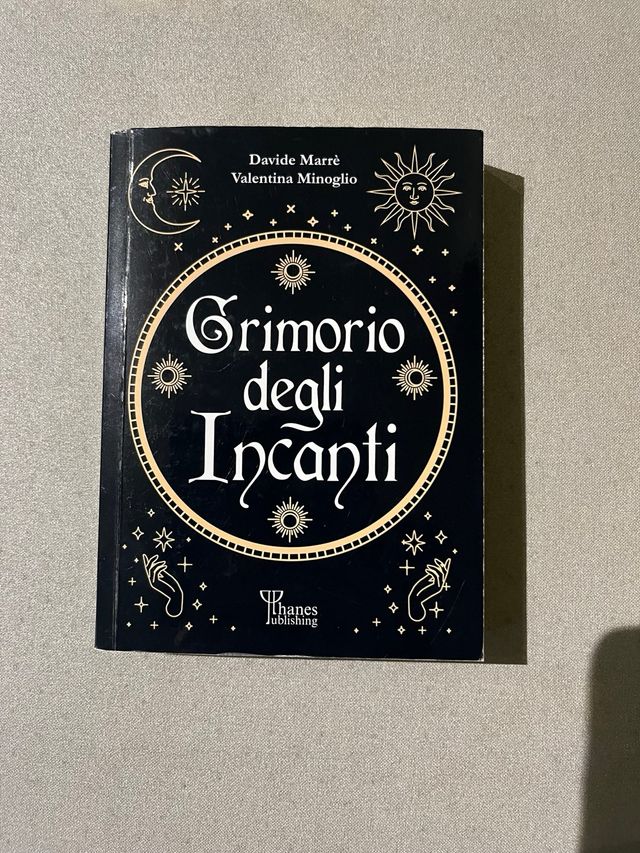 Davide Marrè
Valentina Minoglio
Grimorio
degli
Incanti
Phanes
Publishing